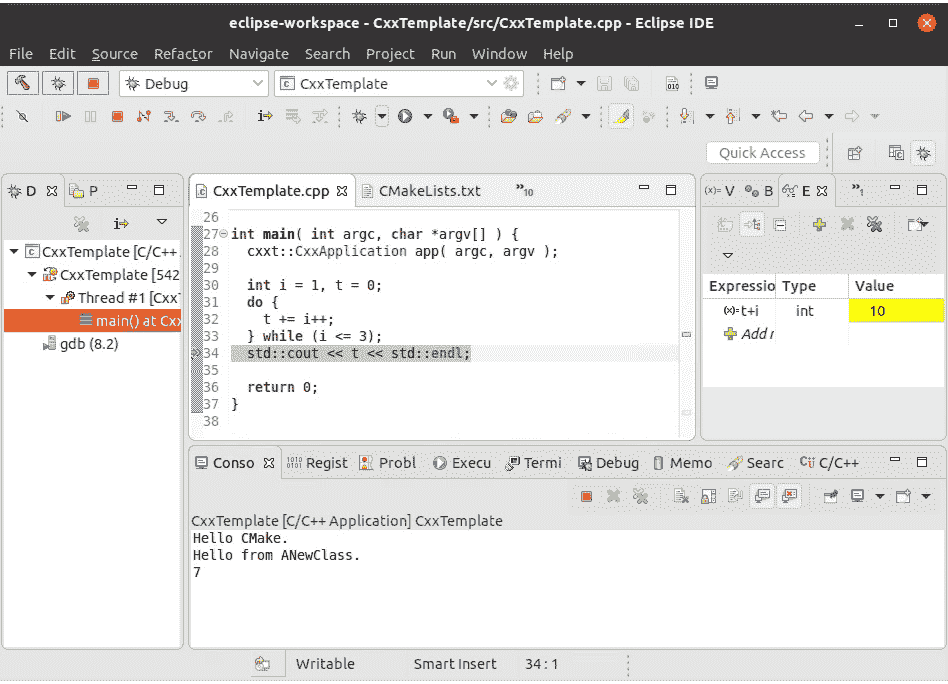 eclipse-workspace - CxxTemplate/src/CxxTemplate.cpp - Eclipse IDE
File Edit Source Refactor Navigate Search Project Run Window Help
Debug CxxTemplate
Quick Access
D P
CxxTemplate.cpp CMakeLists.txt »10
(x)= V B E »1
CxxTemplate [C/C++
CxxTemplate [542
Thread #1 [Cxx
main() at Cxx
gdb (8.2)
26
27 int main( int argc, char *argv[] ) {
28 cxxt::CxxApplication app( argc, argv );
29
30 int i = 1, t = 0;
31 do {
32 t += i++;
33 } while (i <= 3);
34 std::cout << t << std::endl;
35
36 return 0;
37 }
38
Expressio Type Value
(x)= t+i int 10
Add
Conso Regist Probl Execu Termi Debug Memo Searc C/C++
CxxTemplate [C/C++ Application] CxxTemplate
Hello CMake.
Hello from ANewClass.
7
Writable Smart Insert 34 : 1